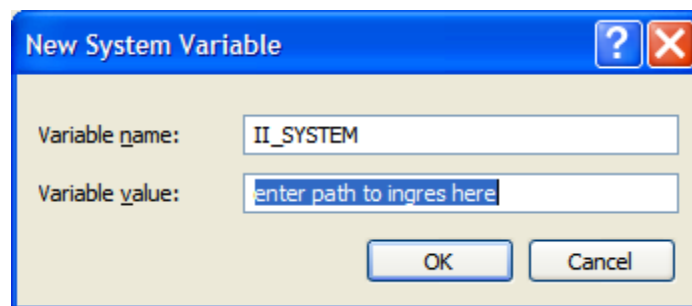 New System Variable
Variable name: II_SYSTEM
Variable value: enter path to ingres here
OK Cancel